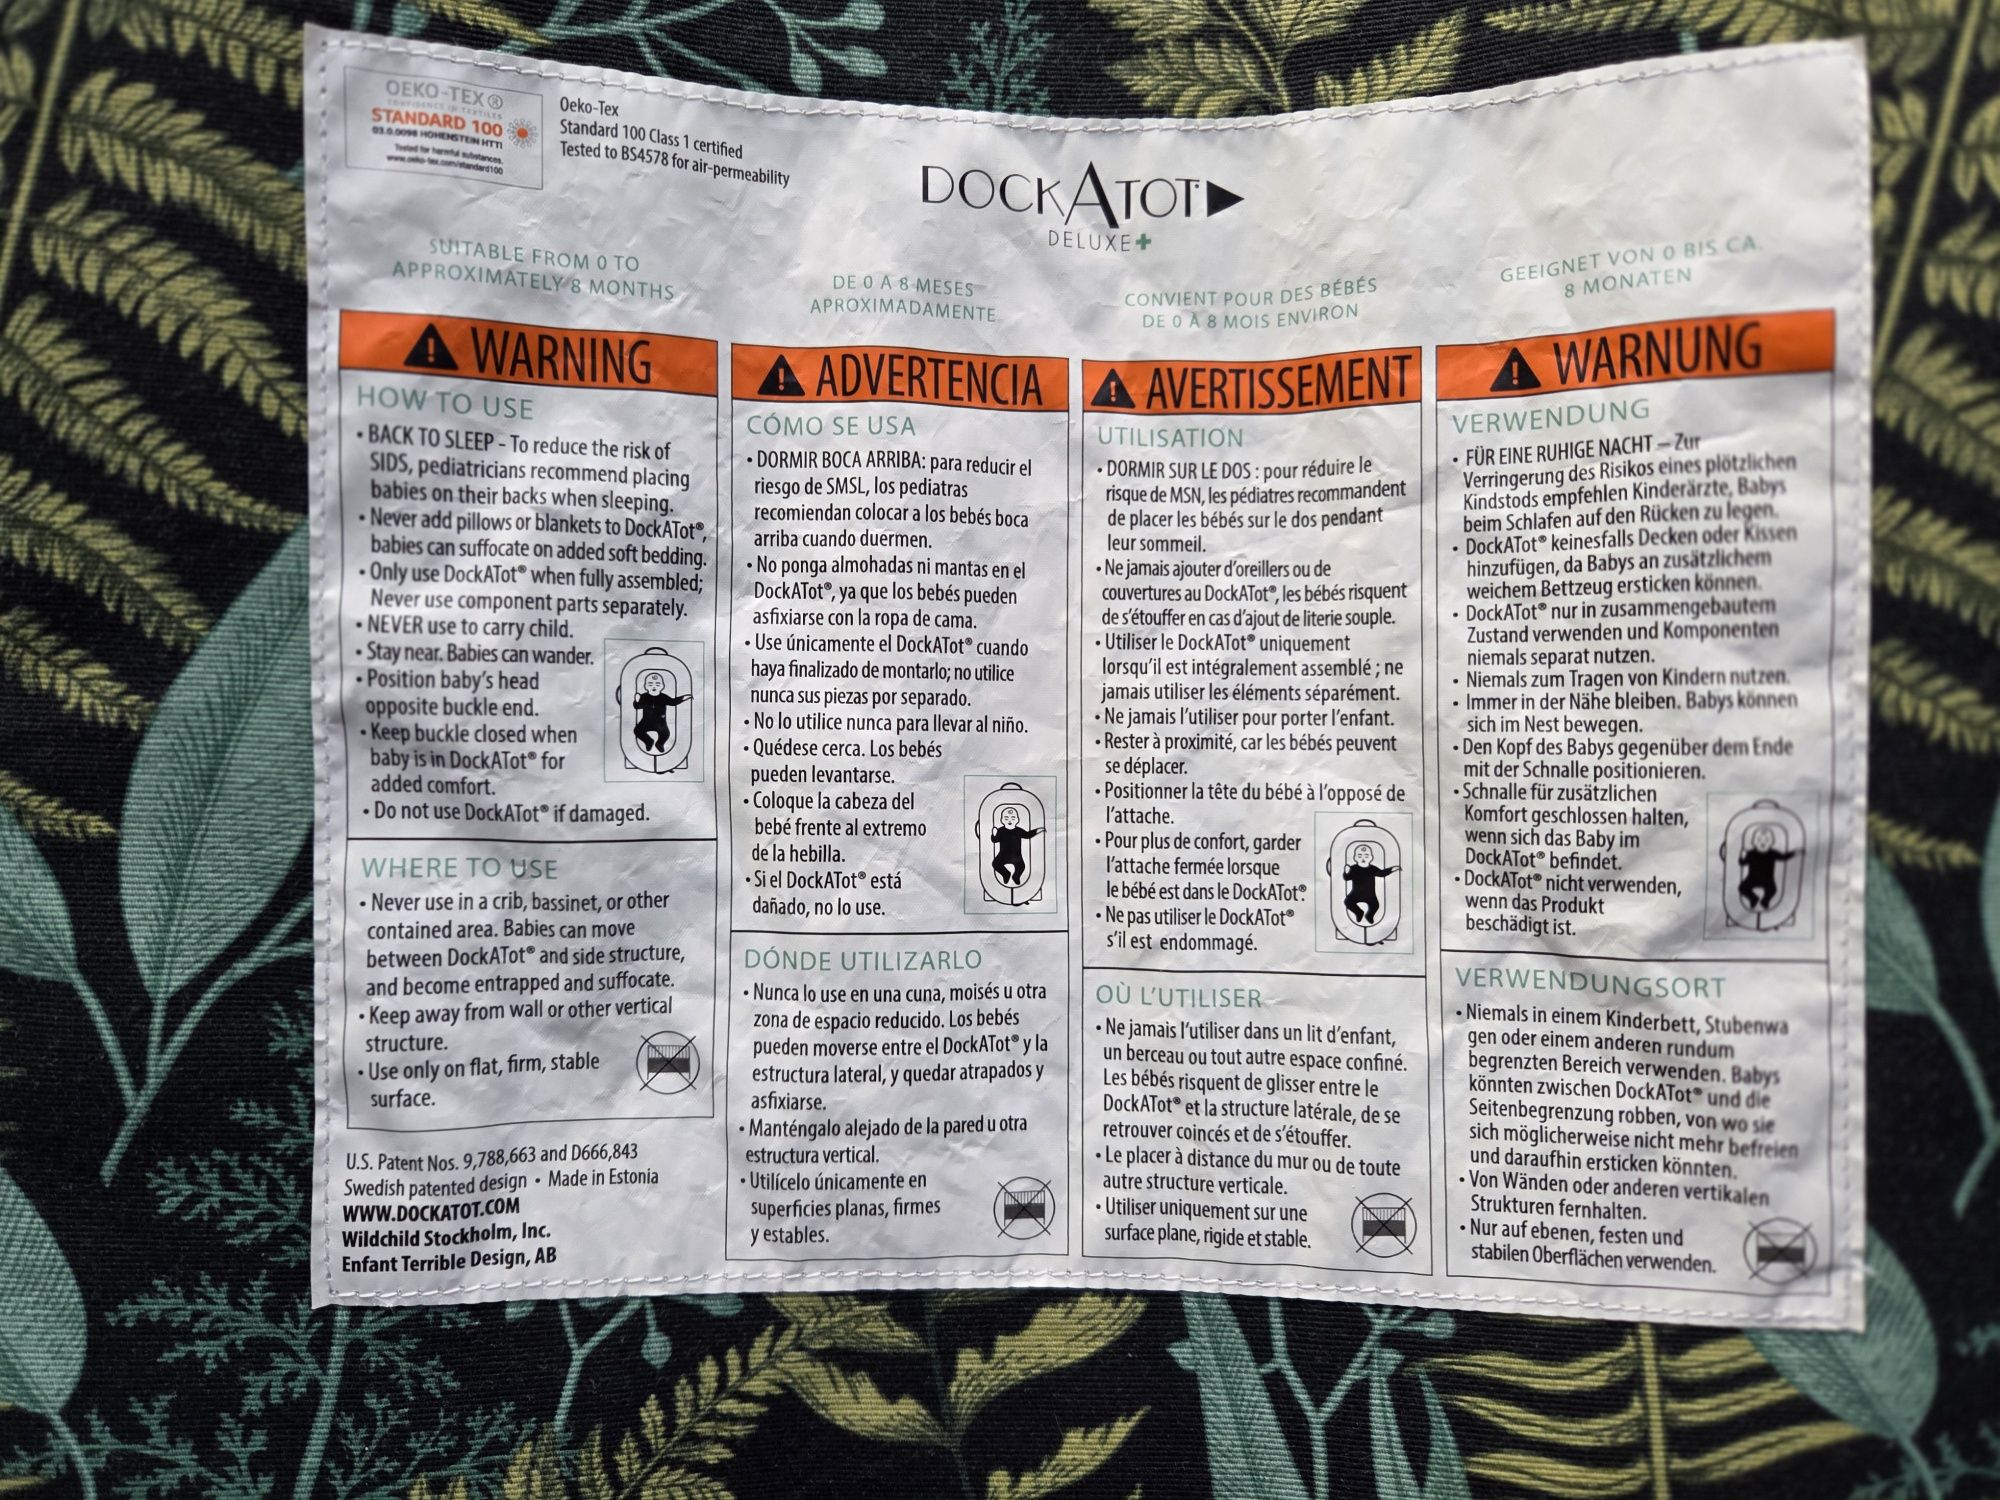 OEKO-TEX®
CONFIDENCE IN TEXTILES
STANDARD 100
03.0.0098 HOHENSTEIN HTTI
Tested for harmful substances.
www.oeko-tex.com/standard100
Oeko-Tex
Standard 100 Class 1 certified
Tested to BS4578 for air-permeability
DOCKATOT
DELUXE+
SUITABLE FROM 0 TO
APPROXIMATELY 8 MONTHS
WARNING
HOW TO USE
• BACK TO SLEEP - To reduce the risk of
SIDS, pediatricians recommend placing
babies on their backs when sleeping.
• Never add pillows or blankets to DockATot®,
babies can suffocate on added soft bedding.
• Only use DockATot® when fully assembled;
Never use component parts separately.
• NEVER use to carry child.
• Stay near. Babies can wander.
• Position baby's head
opposite buckle end.
• Keep buckle closed when
baby is in DockATot® for
added comfort.
• Do not use DockATot® if damaged.
WHERE TO USE
• Never use in a crib, bassinet, or other
contained area. Babies can move
between DockATot® and side structure,
and become entrapped and suffocate.
• Keep away from wall or other vertical
structure.
• Use only on flat, firm, stable
surface.
U.S. Patent Nos. 9,788,663 and D666,843
Swedish patented design • Made in Estonia
WWW.DOCKATOT.COM
Wildchild Stockholm, Inc.
Enfant Terrible Design, AB
DE 0 A 8 MESES
APROXIMADAMENTE
ADVERTENCIA
CÓMO SE USA
• DORMIR BOCA ARRIBA: para reducir el
riesgo de SMSL, los pediatras
recomiendan colocar a los bebés boca
arriba cuando duermen.
• No ponga almohadas ni mantas en el
DockATot®, ya que los bebés pueden
asfixiarse con la ropa de cama.
• Use únicamente el DockATot® cuando
haya finalizado de montarlo; no utilice
nunca sus piezas por separado.
• No lo utilice nunca para llevar al niño.
• Quédese cerca. Los bebés
pueden levantarse.
• Coloque la cabeza del
bebé frente al extremo
de la hebilla.
• Si el DockATot® está
dañado, no lo use.
DÓNDE UTILIZARLO
• Nunca lo use en una cuna, moisés u otra
zona de espacio reducido. Los bebés
pueden moverse entre el DockATot® y la
estructura lateral, y quedar atrapados y
asfixiarse.
• Manténgalo alejado de la pared u otra
estructura vertical.
• Utilícelo únicamente en
superficies planas, firmes
y estables.
CONVIENT POUR DES BÉBÉS
DE 0 À 8 MOIS ENVIRON
AVERTISSEMENT
UTILISATION
• DORMIR SUR LE DOS : pour réduire le
risque de MSN, les pédiatres recommandent
de placer les bébés sur le dos pendant
leur sommeil.
• Ne jamais ajouter d'oreillers ou de
couvertures au DockATot®, les bébés risquent
de s'étouffer en cas d'ajout de literie souple.
• Utiliser le DockATot® uniquement
lorsqu'il est intégralement assemblé ; ne
jamais utiliser les éléments séparément.
• Ne jamais l'utiliser pour porter l'enfant.
• Rester à proximité, car les bébés peuvent
se déplacer.
• Positionner la tête du bébé à l'opposé de
l'attache.
• Pour plus de confort, garder
l'attache fermée lorsque
le bébé est dans le DockATot®.
• Ne pas utiliser le DockATot®
s'il est endommagé.
OÙ L'UTILISER
• Ne jamais l'utiliser dans un lit d'enfant,
un berceau ou tout autre espace confiné.
Les bébés risquent de glisser entre le
DockATot® et la structure latérale, de se
retrouver coincés et de s'étouffer.
• Le placer à distance du mur ou de toute
autre structure verticale.
• Utiliser uniquement sur une
surface plane, rigide et stable.
GEEIGNET VON 0 BIS CA.
8 MONATEN
WARNUNG
VERWENDUNG
• FÜR EINE RUHIGE NACHT – Zur
Verringerung des Risikos eines plötzlichen
Kindstods empfehlen Kinderärzte, Babys
beim Schlafen auf den Rücken zu legen.
• DockATot® keinesfalls Decken oder Kissen
hinzufügen, da Babys an zusätzlichem
weichem Bettzeug ersticken können.
• DockATot® nur in zusammengebautem
Zustand verwenden und Komponenten
niemals separat nutzen.
• Niemals zum Tragen von Kindern nutzen.
• Immer in der Nähe bleiben. Babys können
sich im Nest bewegen.
• Den Kopf des Babys gegenüber dem Ende
mit der Schnalle positionieren.
• Schnalle für zusätzlichen
Komfort geschlossen halten,
wenn sich das Baby im
DockATot® befindet.
• DockATot® nicht verwenden,
wenn das Produkt
beschädigt ist.
VERWENDUNGSORT
• Niemals in einem Kinderbett, Stubenwa
gen oder einem anderen rundum
begrenzten Bereich verwenden. Babys
könnten zwischen DockATot® und die
Seitenbegrenzung robben, von wo sie
sich möglicherweise nicht mehr befreien
und daraufhin ersticken könnten.
• Von Wänden oder anderen vertikalen
Strukturen fernhalten.
• Nur auf ebenen, festen und
stabilen Oberflächen verwenden.